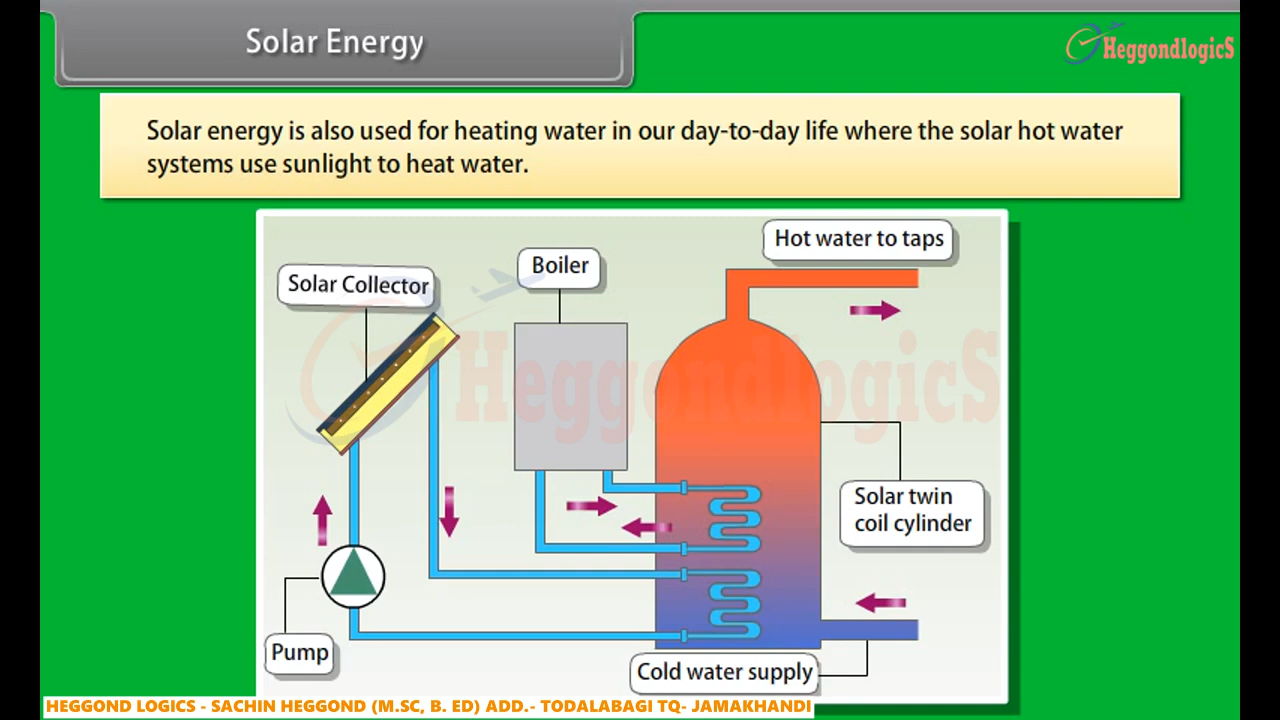 Solar Energy
HeggondlogicS
Solar energy is also used for heating water in our day-to-day life where the solar hot water
systems use sunlight to heat water.
Hot water to taps
Boiler
Solar Collector
HeggondlogicS
Solar twin
coil cylinder
Pump
Cold water supply
HEGGOND LOGICS - SACHIN HEGGOND (M.SC, B. ED) ADD.- TODALABAGI TQ- JAMAKHANDI